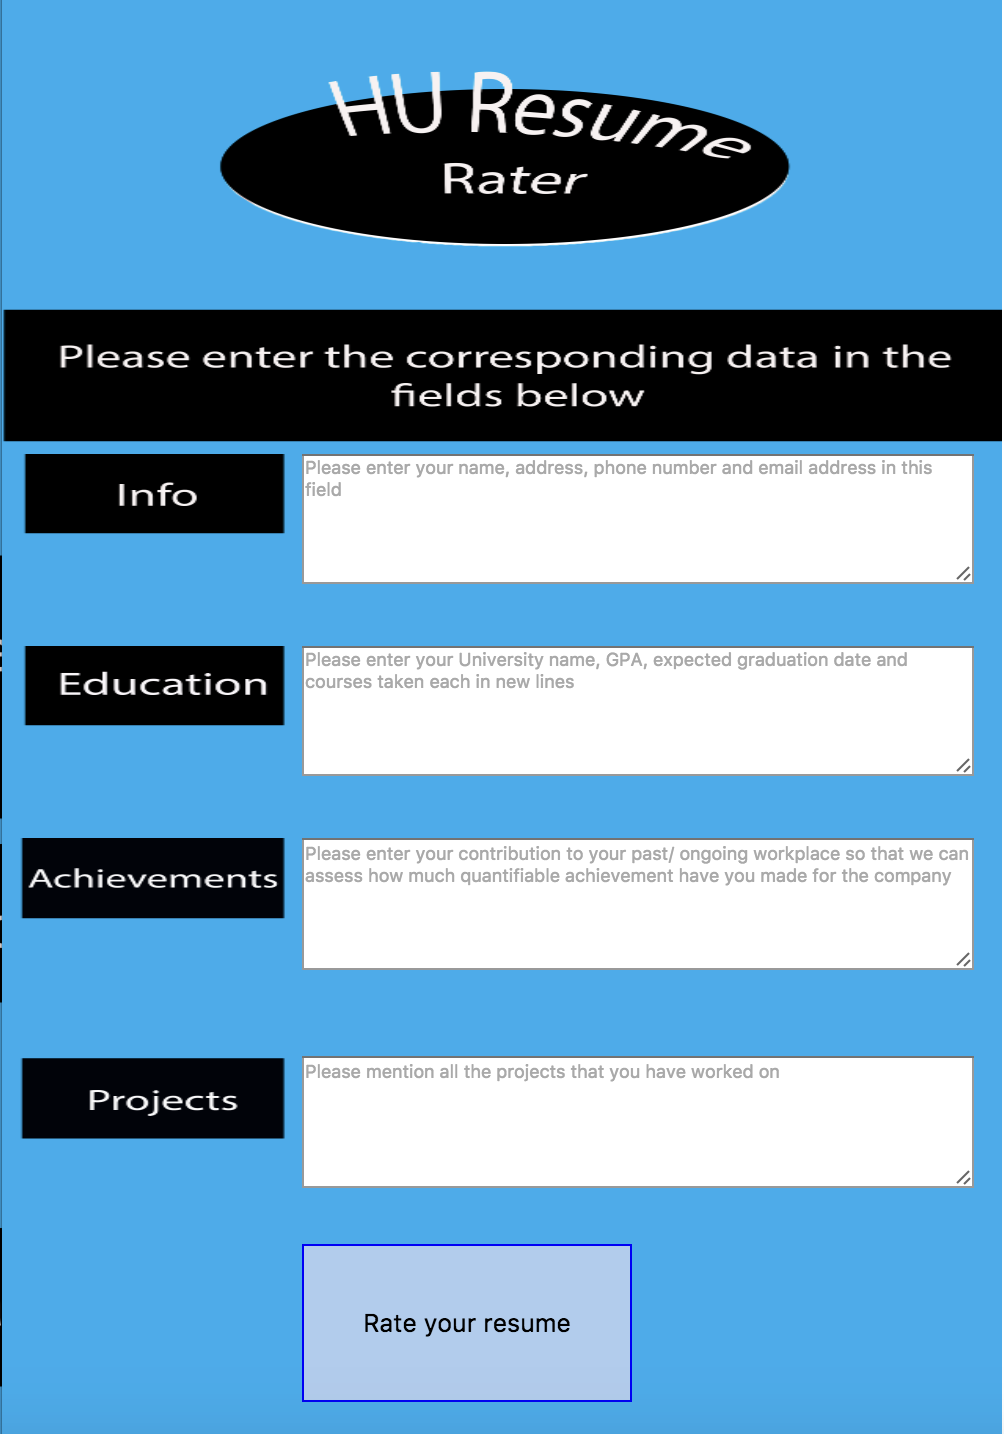 HU Resume
Rater
Please enter the corresponding data in the
fields below
Info
Please enter your name, address, phone number and email address in this
field
Education
Please enter your University name, GPA, expected graduation date and
courses taken each in new lines
Achievements
Please enter your contribution to your past/ ongoing workplace so that we can
assess how much quantifiable achievement have you made for the company
Projects
Please mention all the projects that you have worked on
Rate your resume